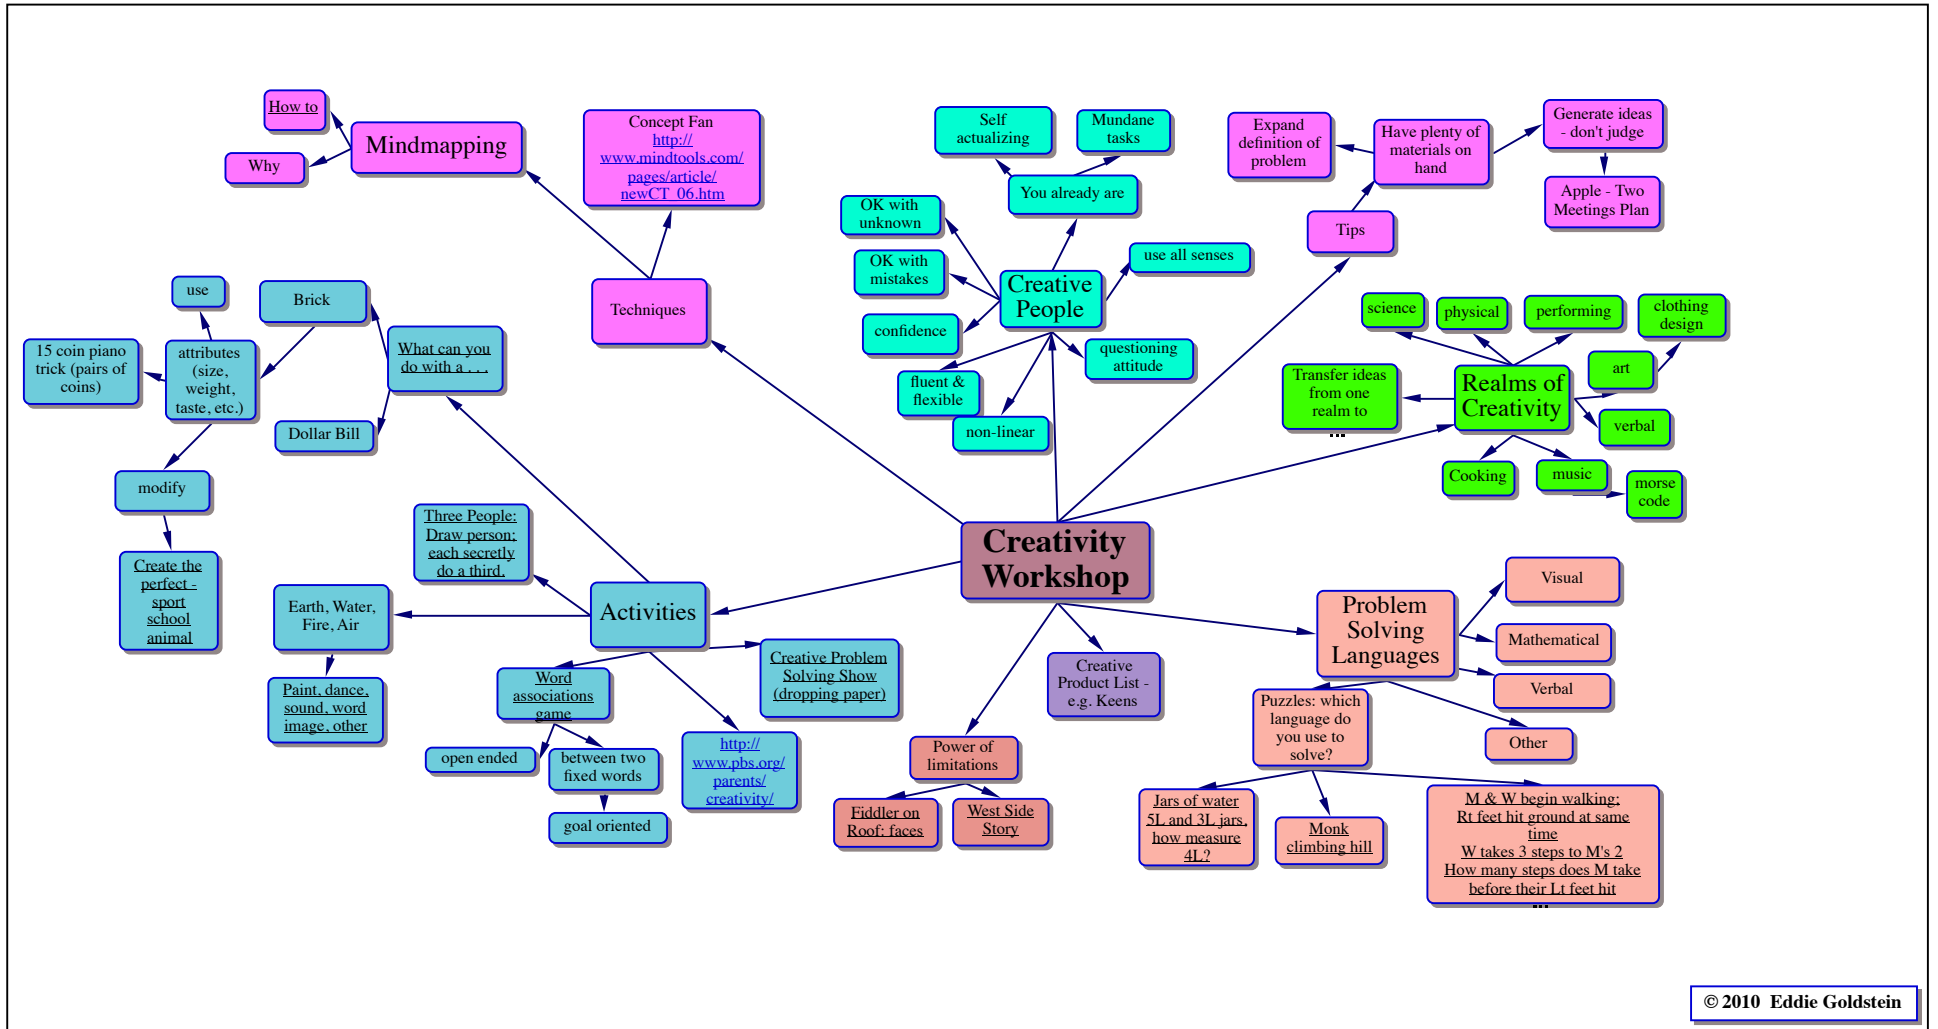 How to
Why
Mindmapping
Concept Fan
http://
www.mindtools.com/
pages/article/
newCT_06.htm
Techniques
Self
actualizing
Mundane
tasks
You already are
OK with
unknown
OK with
mistakes
confidence
fluent &
flexible
non-linear
Creative
People
use all senses
questioning
attitude
Expand
definition of
problem
Have plenty of
materials on
hand
Generate ideas
- don't judge
Apple - Two
Meetings Plan
Tips
science
physical
performing
clothing
design
art
Transfer ideas
from one
realm to
...
Realms of
Creativity
verbal
Cooking
music
morse
code
use
Brick
What can you
do with a . . .
15 coin piano
trick (pairs of
coins)
attributes
(size,
weight,
taste, etc.)
Dollar Bill
modify
Create the
perfect -
sport
school
animal
Three People:
Draw person;
each secretly
do a third.
Earth, Water,
Fire, Air
Paint, dance,
sound, word
image, other
Activities
Word
associations
game
open ended
between two
fixed words
goal oriented
Creative Problem
Solving Show
(dropping paper)
http://
www.pbs.org/
parents/
creativity/
Creativity
Workshop
Creative
Product List -
e.g. Keens
Power of
limitations
Fiddler on
Roof: faces
West Side
Story
Problem
Solving
Languages
Visual
Mathematical
Verbal
Other
Puzzles: which
language do
you use to
solve?
Jars of water
5L and 3L jars,
how measure
4L?
Monk
climbing hill
M & W begin walking;
Rt feet hit ground at same
time
W takes 3 steps to M's 2
How many steps does M take
before their Lt feet hit
...
© 2010 Eddie Goldstein